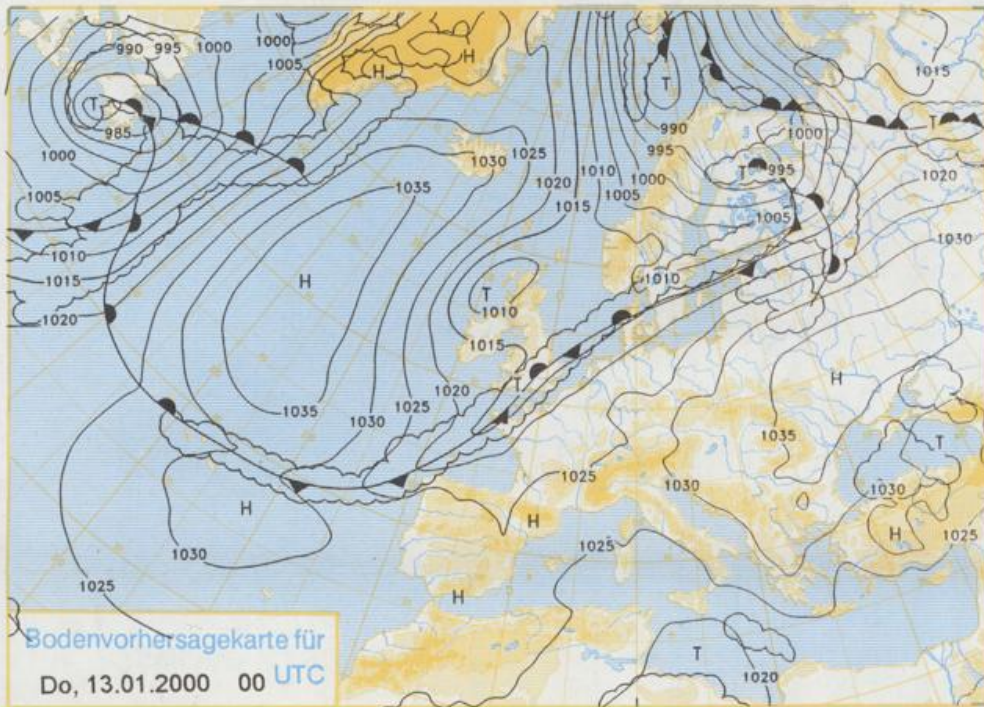 990 995 1000 1000 1015
H H
1005 T
T 985 990
1000 995 1000 T
1030 1025 T 995
1005 1035 1020 1010 1000 1020
1015 1005 1005
1010 1030
1015 H 1010
T 1010
1020
1015
T H
1035 1020
1025 1035
1030 T
1025 1030 1030
H H H
1030 1025 1025
1025
H
Bodenvorhersagekarte für
Do, 13.01.2000 00 UTC
T
1020